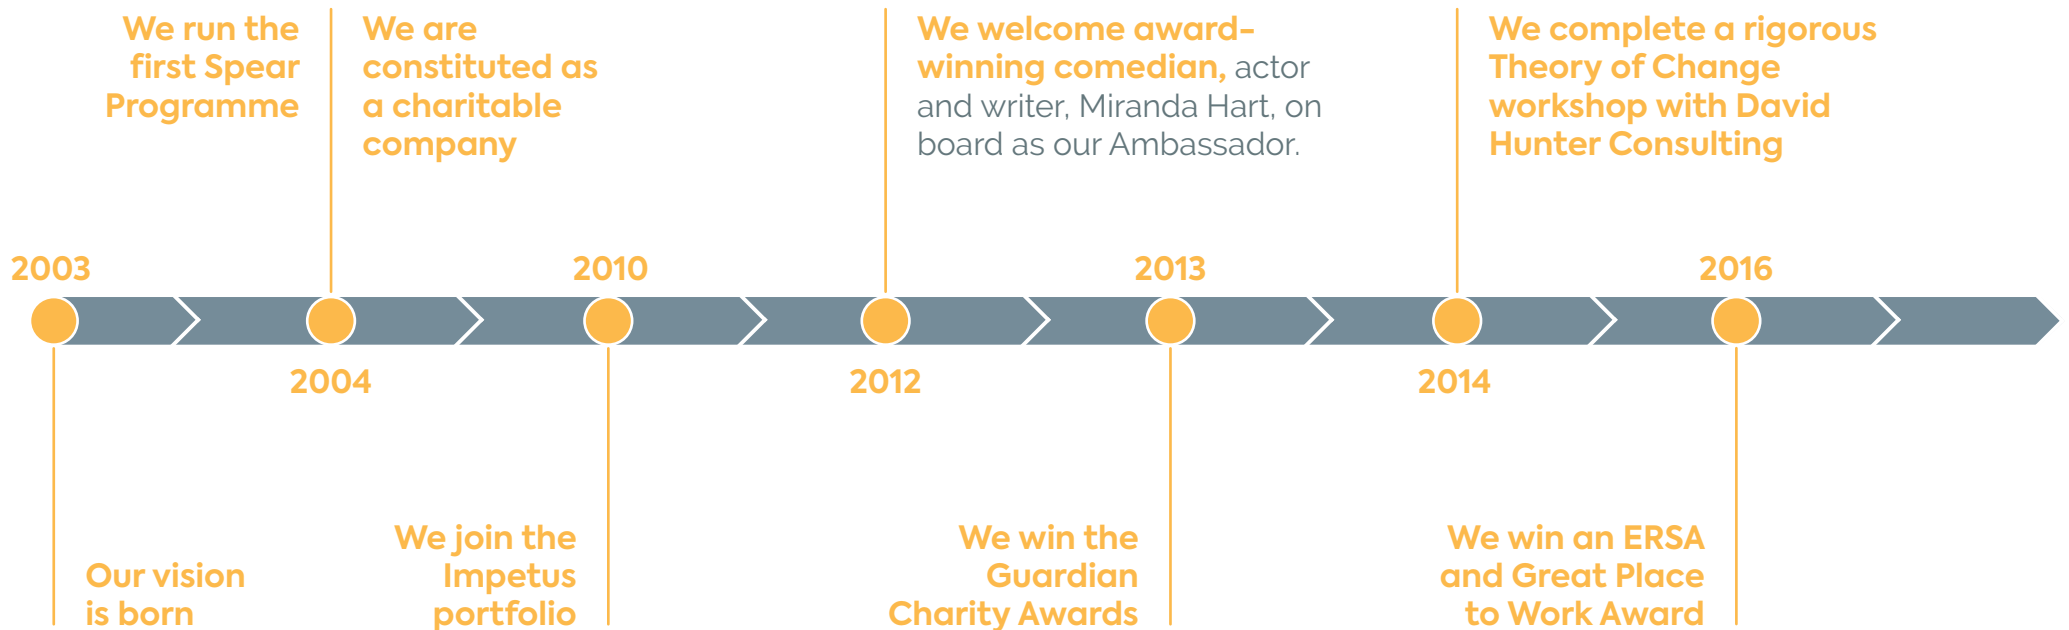 We run the
first Spear
Programme
We are
constituted as
a charitable
company
We welcome award-
winning comedian, actor
and writer, Miranda Hart, on
board as our Ambassador.
We complete a rigorous
Theory of Change
workshop with David
Hunter Consulting
2003
2010
2013
2016
2004
2012
2014
Our vision
is born
We join the
Impetus
portfolio
We win the
Guardian
Charity Awards
We win an ERSA
and Great Place
to Work Award